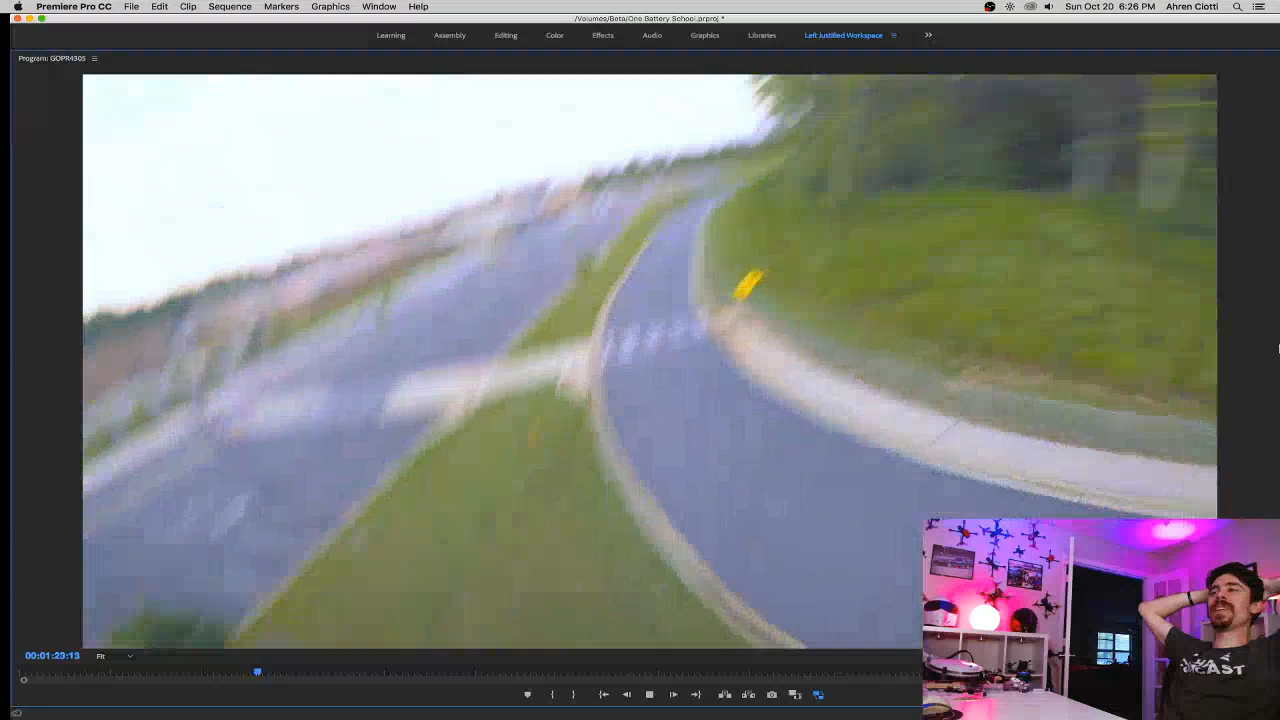 Premiere Pro CC File Edit Clip Sequence Markers Graphics Window Help Sun Oct 20 6:26 PM Ahren Ciotti
/Volumes/Beta/One Battery School.prproj *
Learning Assembly Editing Color Effects Audio Graphics Libraries Left Justified Workspace
Program: GOPR4305
00:01:23:13 Fit